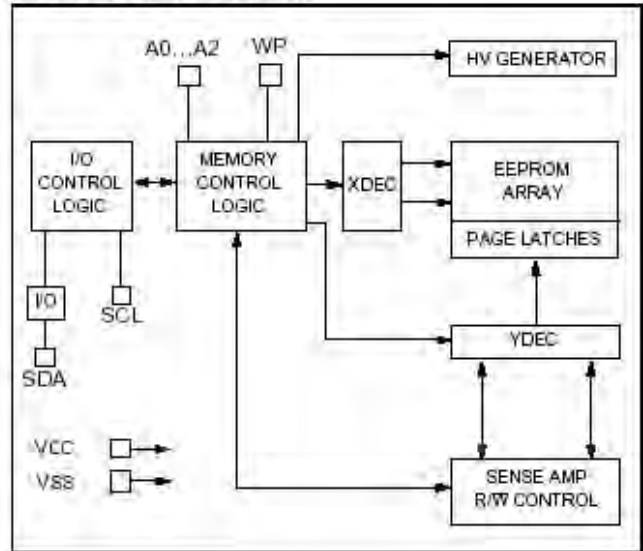 A0...A2
WP
HV GENERATOR
I/O
CONTROL
LOGIC
MEMORY
CONTROL
LOGIC
XDEC
EEPROM
ARRAY
PAGE LATCHES
I/O
SCL
SDA
YDEC
VCC
VSS
SENSE AMP
R/W̅ CONTROL